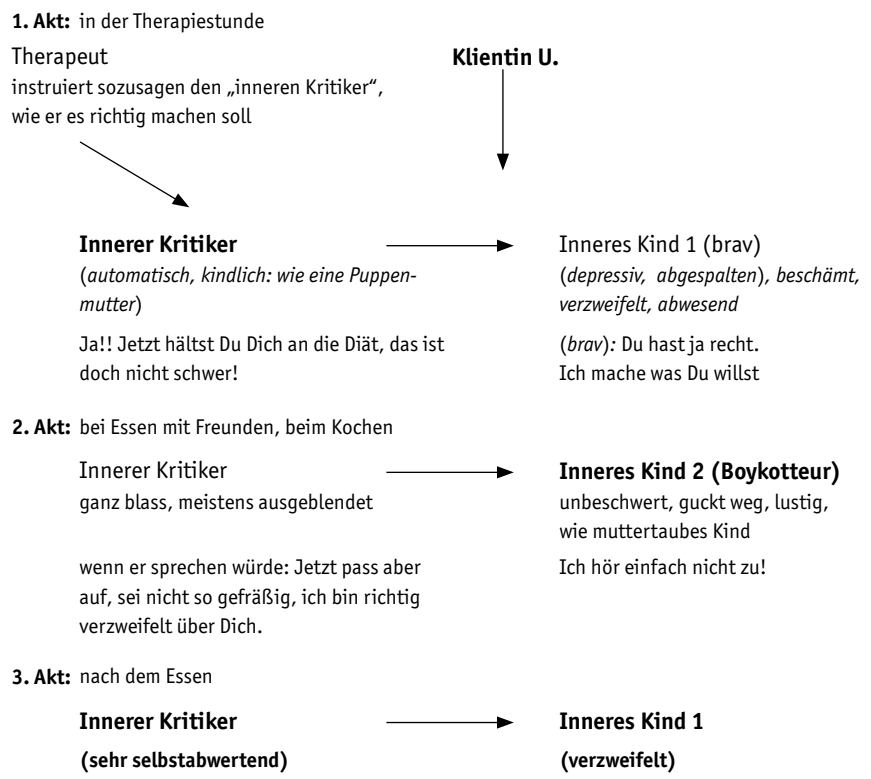 1. Akt: in der Therapiestunde
Therapeut
instruiert sozusagen den „inneren Kritiker“,
wie er es richtig machen soll
Klientin U.
Innerer Kritiker
(automatisch, kindlich: wie eine Puppen-
mutter)
Ja!! Jetzt hältst Du Dich an die Diät, das ist
doch nicht schwer!
Inneres Kind 1 (brav)
(depressiv, abgespalten), beschämt,
verzweifelt, abwesend
(brav): Du hast ja recht.
Ich mache was Du willst
2. Akt: bei Essen mit Freunden, beim Kochen
Innerer Kritiker
ganz blass, meistens ausgeblendet
wenn er sprechen würde: Jetzt pass aber
auf, sei nicht so gefräßig, ich bin richtig
verzweifelt über Dich.
Inneres Kind 2 (Boykotteur)
unbeschwert, guckt weg, lustig,
wie muttertaubes Kind
Ich hör einfach nicht zu!
3. Akt: nach dem Essen
Innerer Kritiker
(sehr selbstabwertend)
Inneres Kind 1
(verzweifelt)